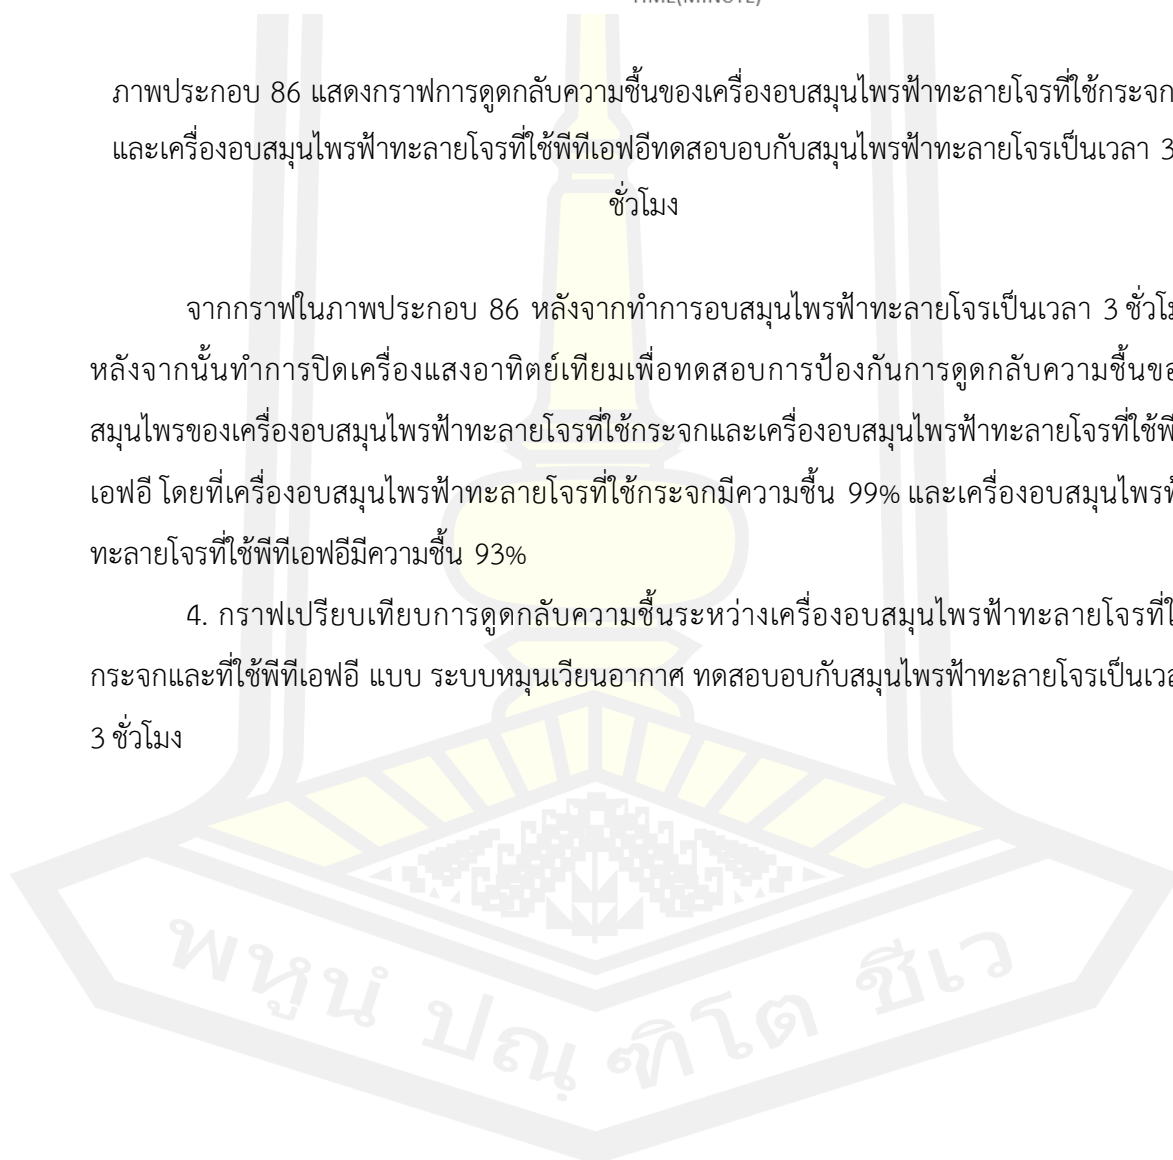 TIME(MINUTE)
ภาพประกอบ 86 แสดงกราฟการดูดกลับความชื้นของเครื่องอบสมุนไพรฟ้าทะลายโจรที่ใช้กระจก
และเครื่องอบสมุนไพรฟ้าทะลายโจรที่ใช้พีทีเอฟอีทดสอบอบกับสมุนไพรฟ้าทะลายโจรเป็นเวลา 3
ชั่วโมง
จากกราฟในภาพประกอบ 86 หลังจากทำการอบสมุนไพรฟ้าทะลายโจรเป็นเวลา 3 ชั่วโม
หลังจากนั้นทำการปิดเครื่องแสงอาทิตย์เทียมเพื่อทดสอบการป้องกันการดูดกลับความชื้นขอ
สมุนไพรของเครื่องอบสมุนไพรฟ้าทะลายโจรที่ใช้กระจกและเครื่องอบสมุนไพรฟ้าทะลายโจรที่ใช้พี
เอฟอี โดยที่เครื่องอบสมุนไพรฟ้าทะลายโจรที่ใช้กระจกมีความชื้น 99% และเครื่องอบสมุนไพรฟ้
ทะลายโจรที่ใช้พีทีเอฟอีมีความชื้น 93%
4. กราฟเปรียบเทียบการดูดกลับความชื้นระหว่างเครื่องอบสมุนไพรฟ้าทะลายโจรที่ใ
กระจกและที่ใช้พีทีเอฟอี แบบ ระบบหมุนเวียนอากาศ ทดสอบอบกับสมุนไพรฟ้าทะลายโจรเป็นเวล
3 ชั่วโมง
พหูนํ ปณฺฑิโต ชีเว